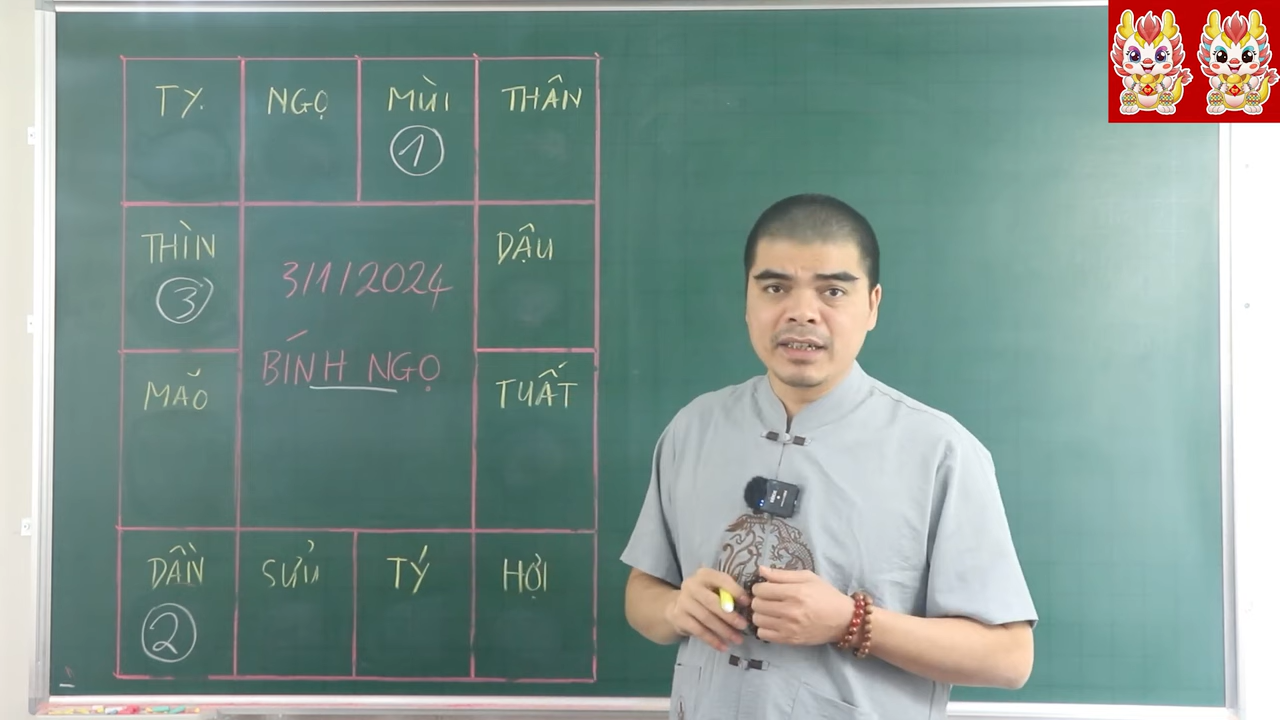 TỴ
NGỌ
MÙI
1
THÂN
THÌN
3
DẬU
3/1/2024
BÍNH NGỌ
MÃO
TUẤT
DẦN
2
SỬU
TÝ
HỢI